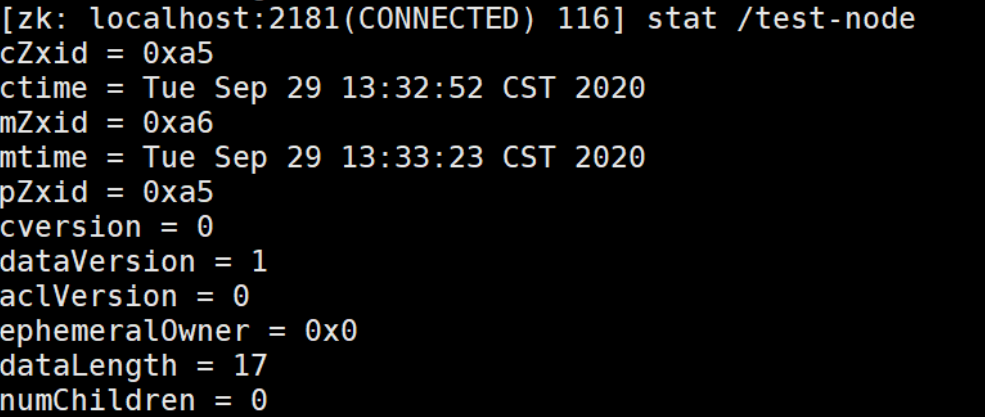 [zk: localhost:2181(CONNECTED) 116] stat /test-node
cZxid = 0xa5
ctime = Tue Sep 29 13:32:52 CST 2020
mZxid = 0xa6
mtime = Tue Sep 29 13:33:23 CST 2020
pZxid = 0xa5
cversion = 0
dataVersion = 1
aclVersion = 0
ephemeralOwner = 0x0
dataLength = 17
numChildren = 0